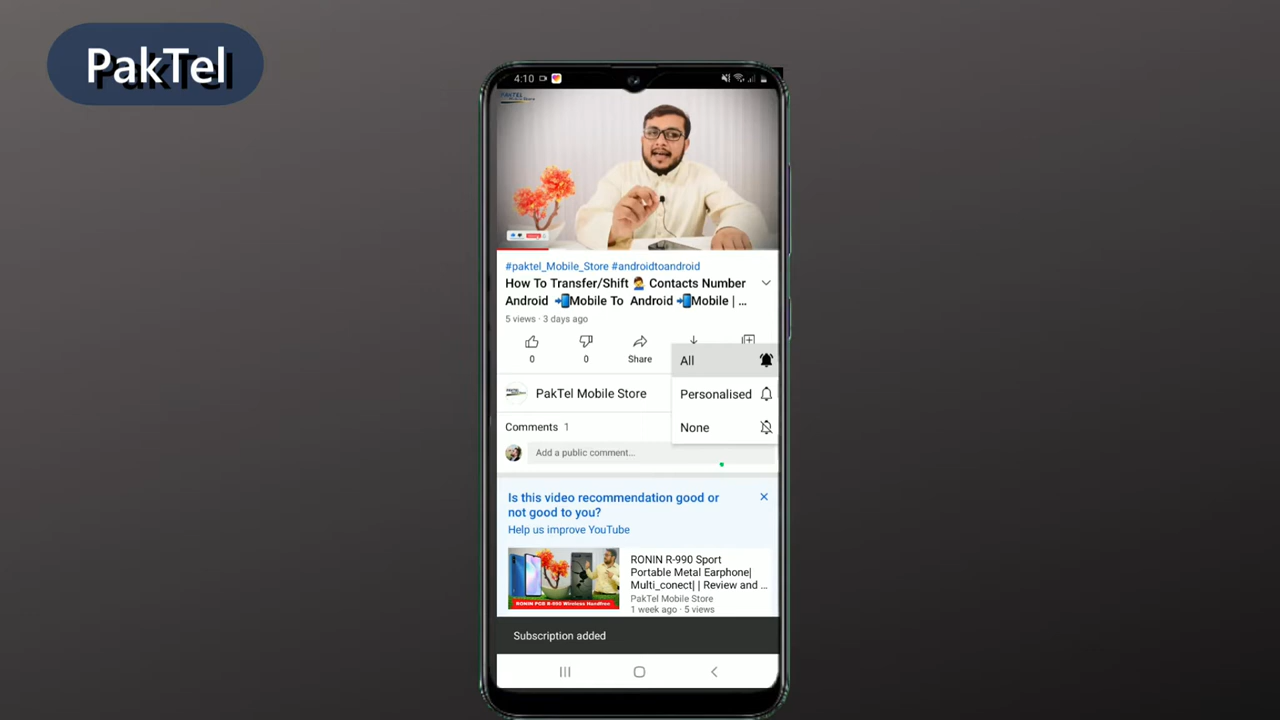 PakTel
4:10
PAKTEL
#paktel_Mobile_Store #androidtoandroid
How To Transfer/Shift 🤦 Contacts Number
Android 📲Mobile To Android 📲Mobile | ...
5 views · 3 days ago
0
0
Share
All
Personalised
None
PakTel Mobile Store
Comments 1
Add a public comment...
Is this video recommendation good or
not good to you?
Help us improve YouTube
RONIN R-990 Sport
Portable Metal Earphone|
Multi_conect| | Review and ...
PakTel Mobile Store
1 week ago · 5 views
Subscription added